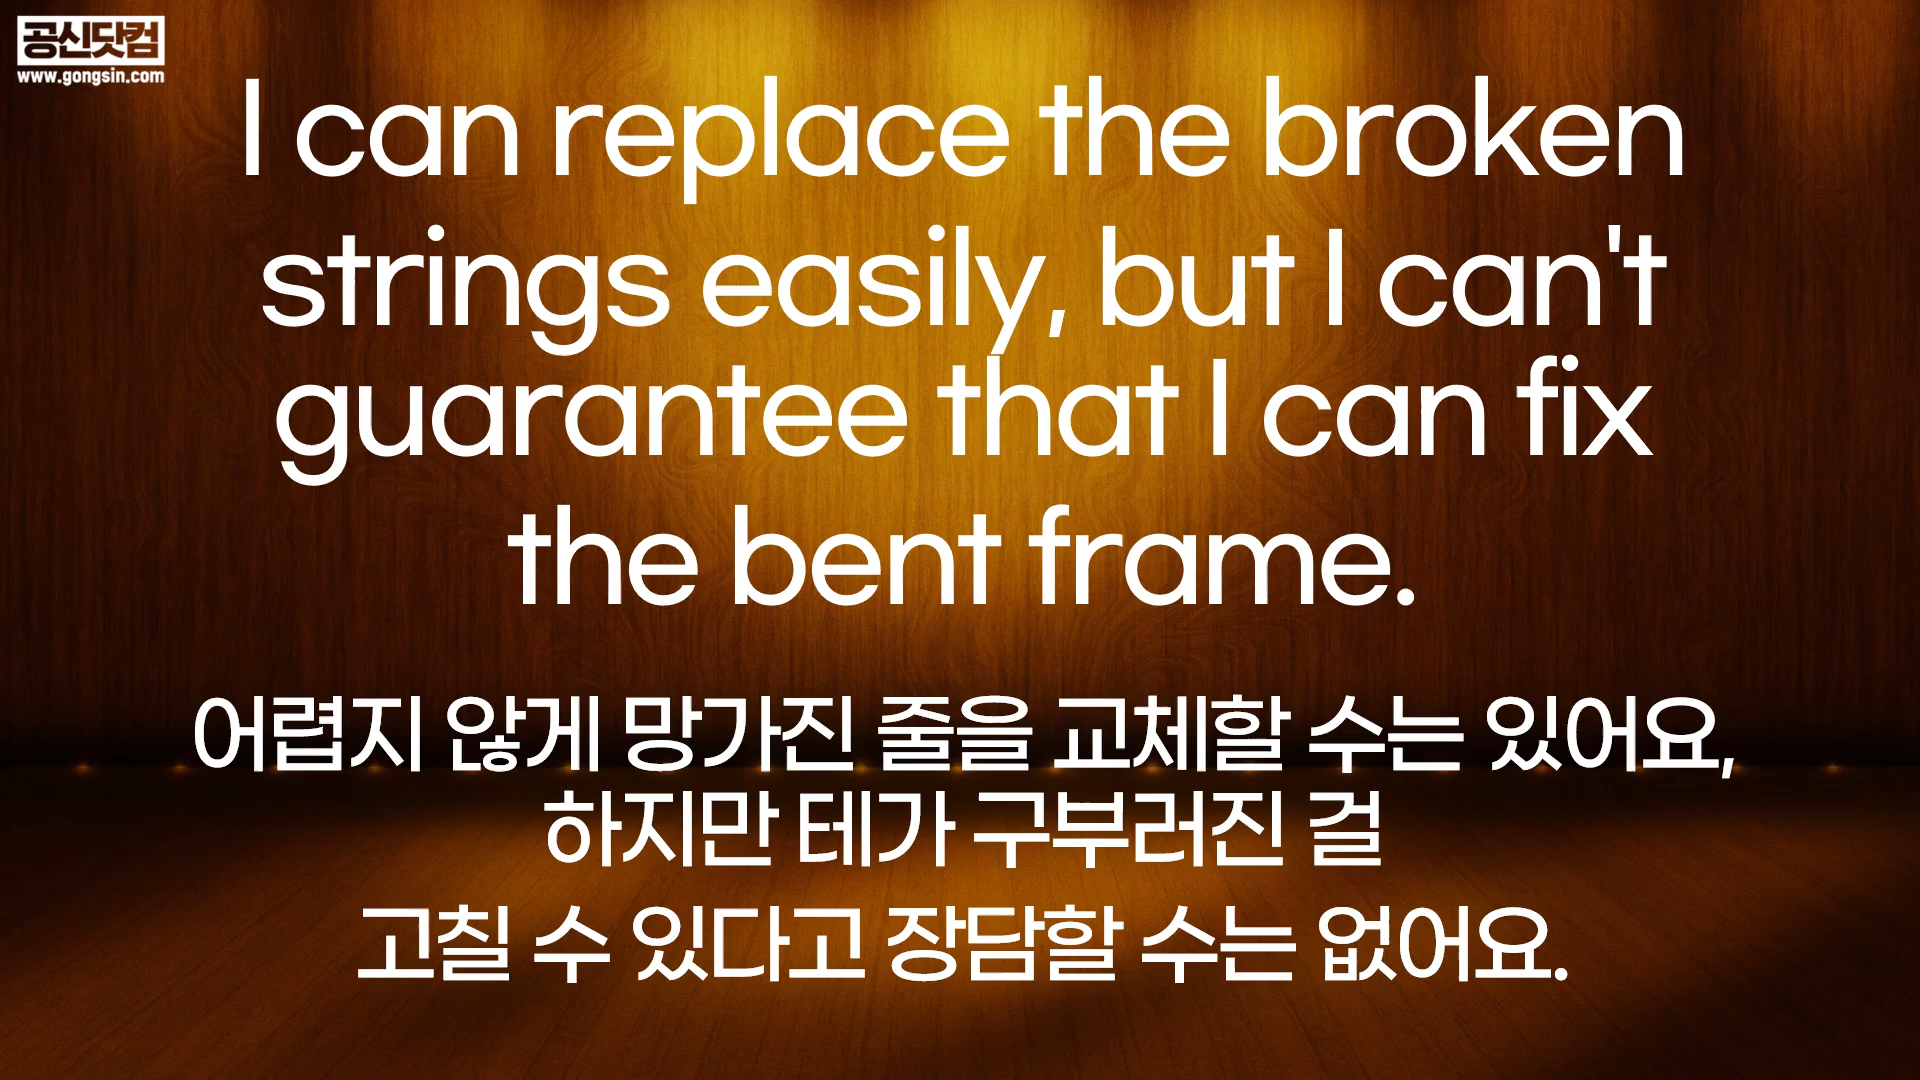 공신닷컴
www.gongsin.com
I can replace the broken
strings easily, but I can't
guarantee that I can fix
the bent frame.
어렵지 않게 망가진 줄을 교체할 수는 있어요,
하지만 테가 구부러진 걸
고칠 수 있다고 장담할 수는 없어요.